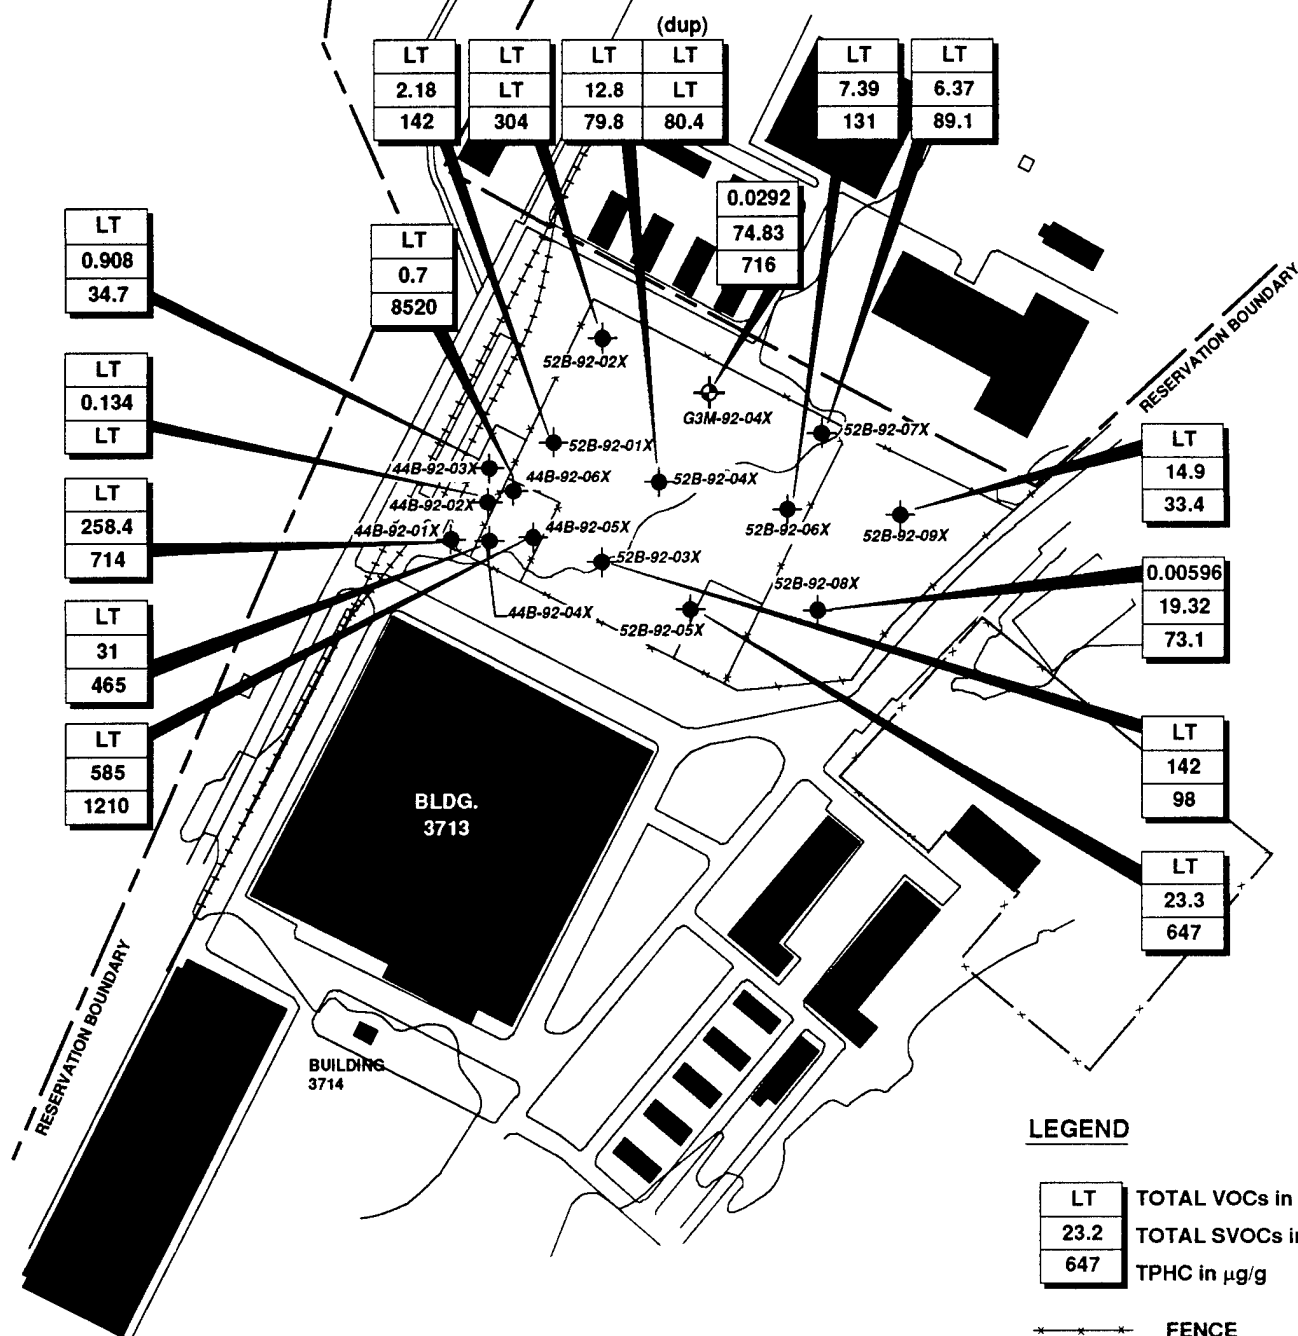 (dup)
LT
2.18
142
LT
LT
304
LT LT
12.8 LT
79.8 80.4
LT
7.39
131
LT
6.37
89.1
0.0292
74.83
716
LT
0.908
34.7
LT
0.7
8520
RESERVATION BOUNDARY
52B-92-02X
LT
0.134
LT
G3M-92-04X
52B-92-07X
52B-92-01X
LT
14.9
33.4
44B-92-03X
44B-92-06X
52B-92-04X
44B-92-02X
LT
258.4
714
44B-92-01X
44B-92-05X
52B-92-06X
52B-92-09X
52B-92-03X
52B-92-08X
0.00596
19.32
73.1
LT
31
465
44B-92-04X
52B-92-05X
LT
585
1210
LT
142
98
BLDG.
3713
LT
23.3
647
RESERVATION BOUNDARY
BUILDING
3714
LEGEND
LT TOTAL VOCs in
23.2 TOTAL SVOCs i
647 TPHC in μg/g
FENCE